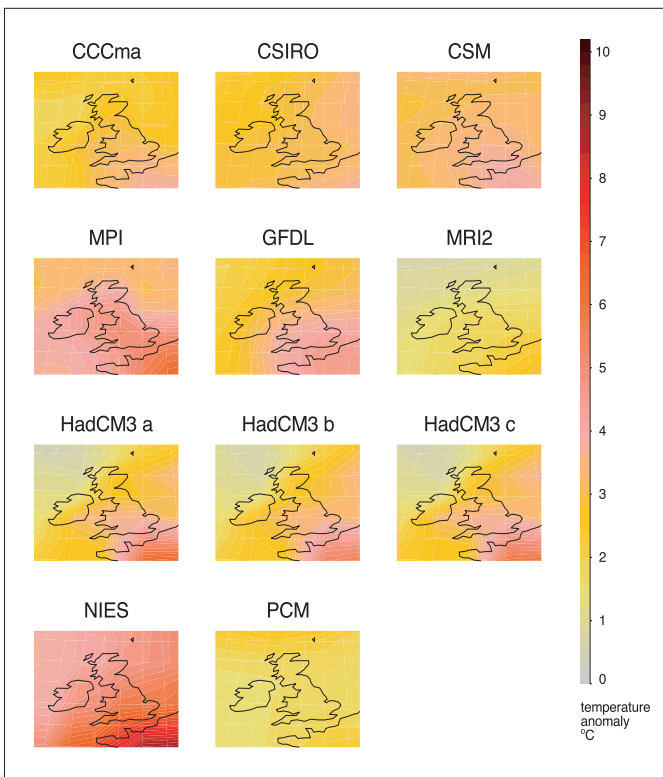 CCCma CSIRO CSM
MPI GFDL MRI2
HadCM3 a HadCM3 b HadCM3 c
NIES PCM
10
9
8
7
6
5
4
3
2
1
0
temperature
anomaly
°C